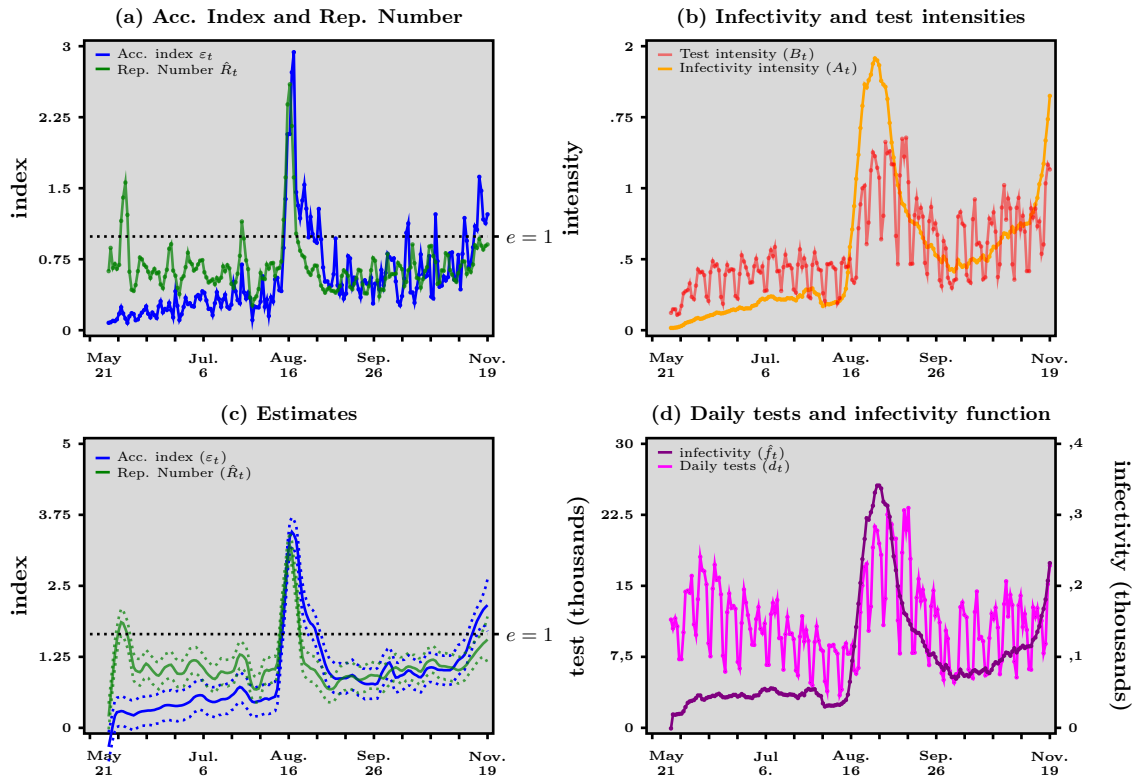 (a) Acc. Index and Rep. Number
3
2.25
1.5
0.75
0
index
Acc. index εt
Rep. Number R̂t
e = 1
May 21
Jul. 6
Aug. 16
Sep. 26
Nov. 19
(b) Infectivity and test intensities
2
.75
1
.5
0
intensity
Test intensity (Bt)
Infectivity intensity (At)
May 21
Jul. 6
Aug. 16
Sep. 26
Nov. 19
(c) Estimates
5
3.75
2.5
1.25
0
index
Acc. index (εt)
Rep. Number (R̂t)
e = 1
May 21
Jul. 6
Aug. 16
Sep. 26
Nov. 19
(d) Daily tests and infectivity function
30
22.5
15
7.5
0
test (thousands)
infectivity (f̂t)
Daily tests (dt)
,4
,3
,2
,1
0
infectivity (thousands)
May 21
Jul 6.
Aug. 16
Sep. 26
Nov. 19